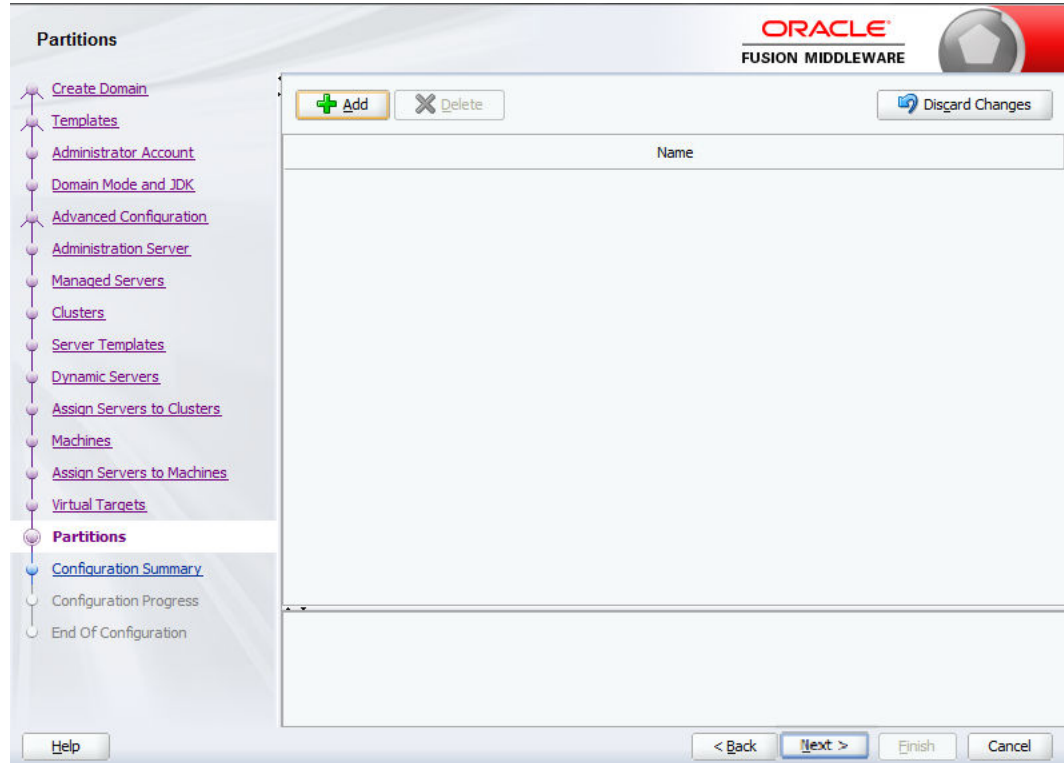 Partitions
ORACLE
FUSION MIDDLEWARE
Create Domain
Templates
Administrator Account
Domain Mode and JDK
Advanced Configuration
Administration Server
Managed Servers
Clusters
Server Templates
Dynamic Servers
Assign Servers to Clusters
Machines
Assign Servers to Machines
Virtual Targets
Partitions
Configuration Summary
Configuration Progress
End Of Configuration
Add Delete Discard Changes
Name
Help < Back Next > Finish Cancel